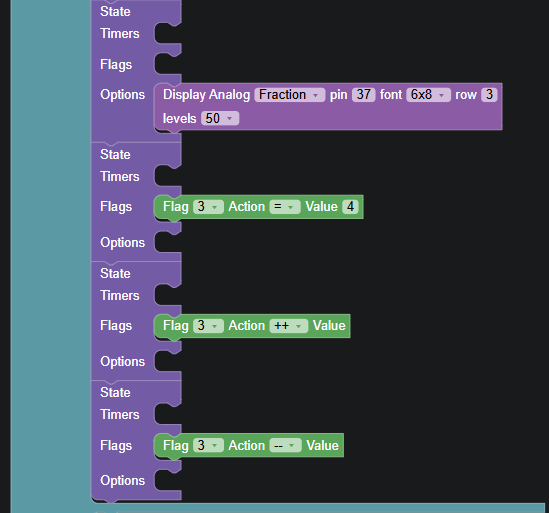 State
Timers
Flags
Options Display Analog Fraction pin 37 font 6x8 row 3
levels 50
State
Timers
Flags Flag 3 Action = Value 4
Options
State
Timers
Flags Flag 3 Action ++ Value
Options
State
Timers
Flags Flag 3 Action -- Value
Options